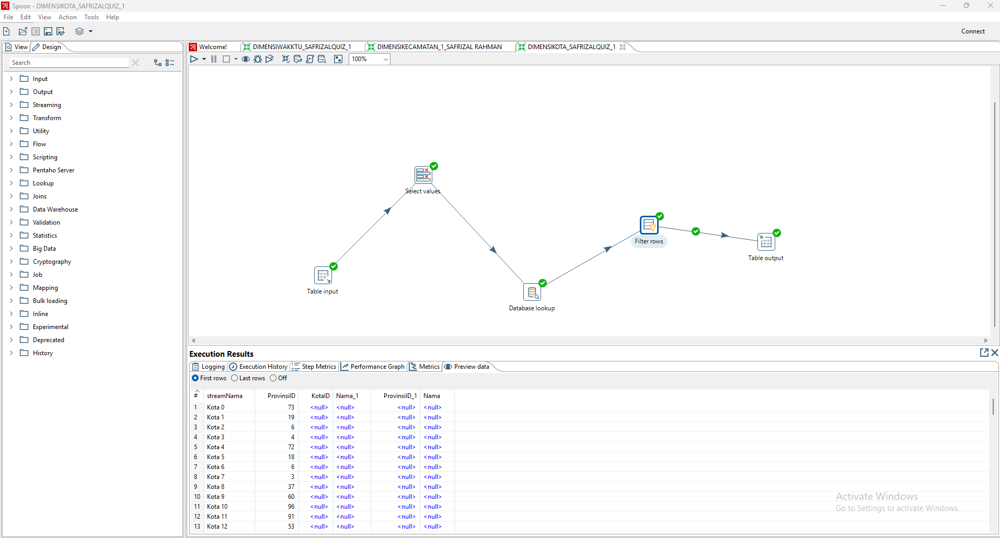 Spoon - DIMENSIKOTA_SAFRIZALQUIZ_1
File Edit View Action Tools Help
Connect
View Design
Search
Input
Output
Streaming
Transform
Utility
Flow
Scripting
Pentaho Server
Lookup
Joins
Data Warehouse
Validation
Statistics
Big Data
Cryptography
Job
Mapping
Bulk loading
Inline
Experimental
Deprecated
History
Welcome! DIMENSIWAKKTU_SAFRIZALQUIZ_1 DIMENSIKECAMATAN_1_SAFRIZAL RAHMAN DIMENSIKOTA_SAFRIZALQUIZ_1
100%
Select values
Filter rows
Table output
Table input
Database lookup
Execution Results
Logging Execution History Step Metrics Performance Graph Metrics Preview data
First rows Last rows Off
# streamNama ProvinsiID KotaID Nama_1 ProvinsiID_1 Nama
1 Kota 0 73 <null> <null> <null> <null>
2 Kota 1 19 <null> <null> <null> <null>
3 Kota 2 6 <null> <null> <null> <null>
4 Kota 3 4 <null> <null> <null> <null>
5 Kota 4 72 <null> <null> <null> <null>
6 Kota 5 18 <null> <null> <null> <null>
7 Kota 6 6 <null> <null> <null> <null>
8 Kota 7 3 <null> <null> <null> <null>
9 Kota 8 37 <null> <null> <null> <null>
10 Kota 9 60 <null> <null> <null> <null>
11 Kota 10 96 <null> <null> <null> <null>
12 Kota 11 91 <null> <null> <null> <null>
13 Kota 12 53 <null> <null> <null> <null>
Activate Windows
Go to Settings to activate Windows.